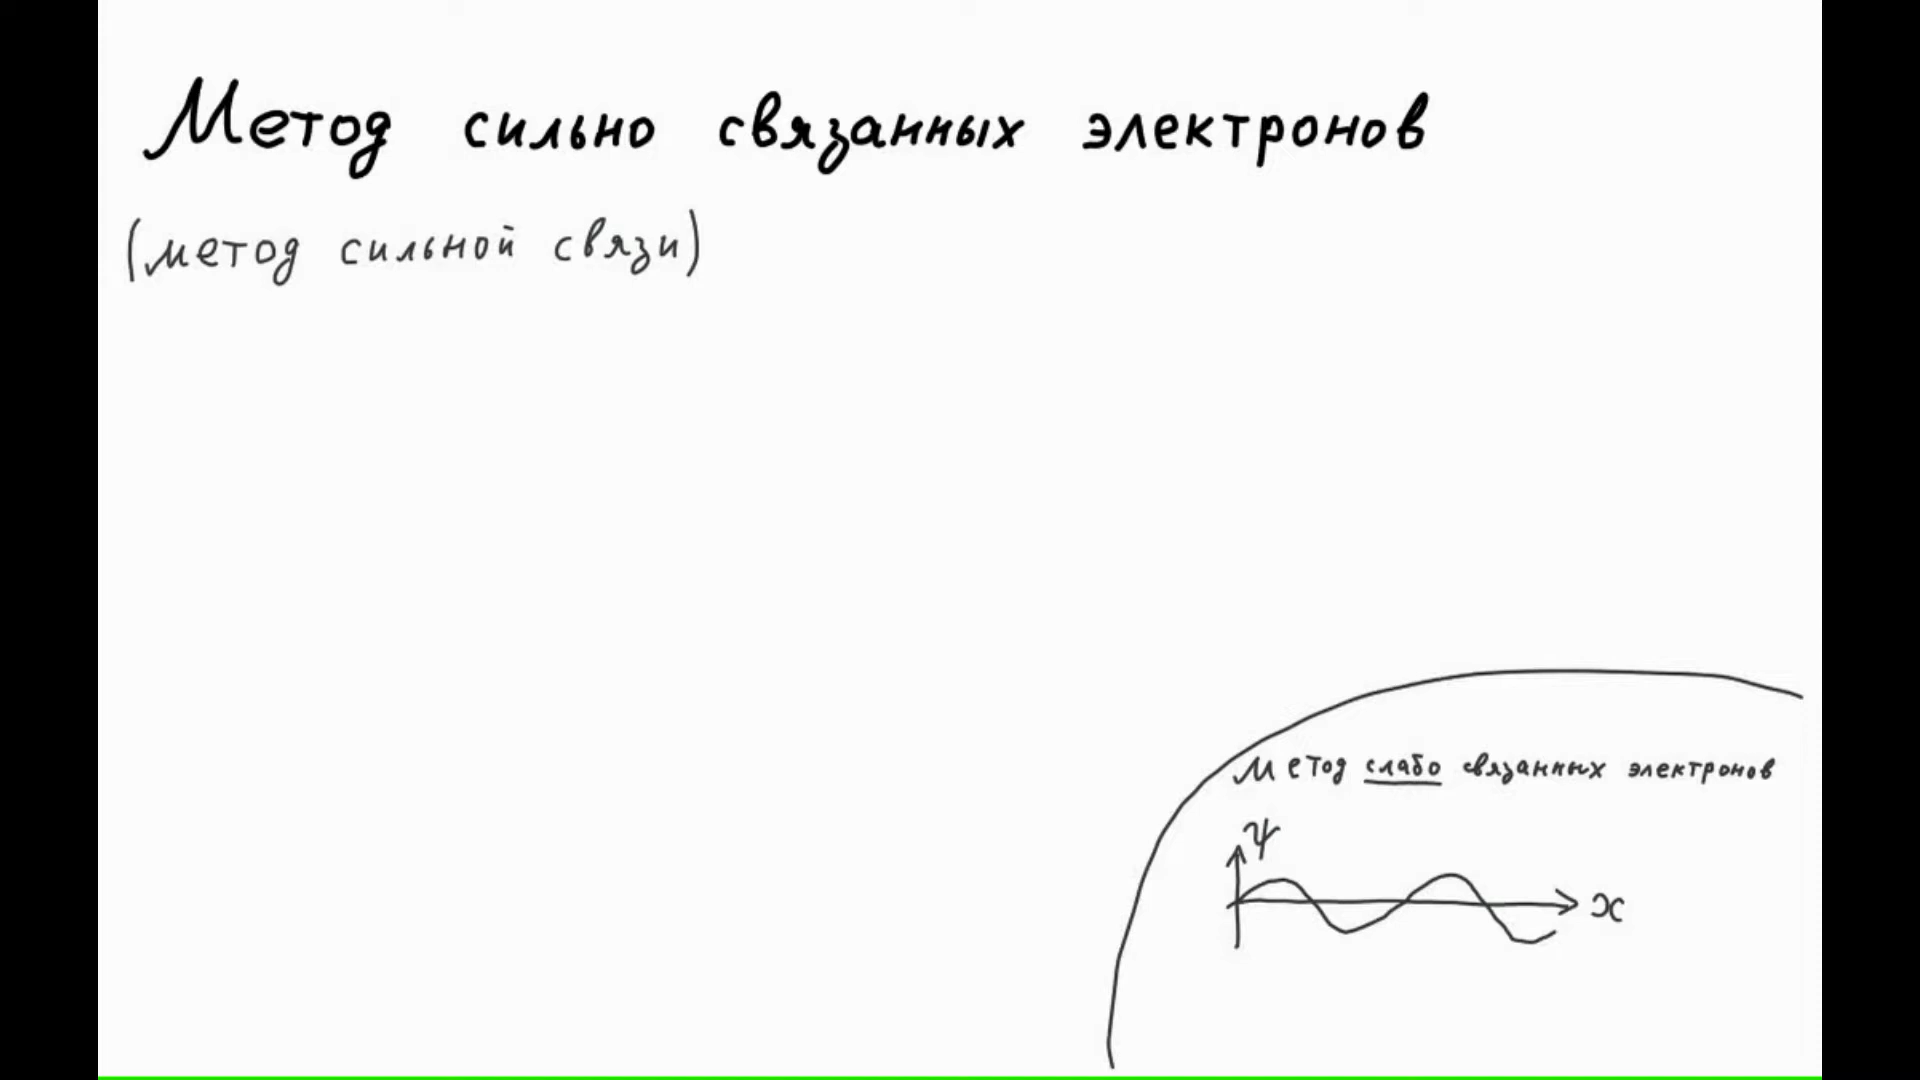 Метод сильно связанных электронов
(метод сильной связи)
Метод слабо связанных электронов
ψ
x